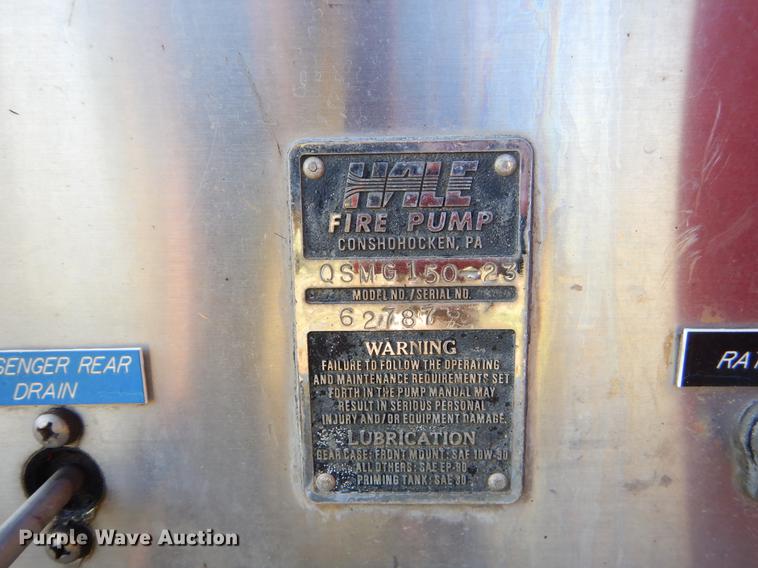 HALE
FIRE PUMP
CONSHOHOCKEN, PA
QSMG150-23
MODEL NO./SERIAL NO.
62787
WARNING
FAILURE TO FOLLOW THE OPERATING
AND MAINTENANCE REQUIREMENTS SET
FORTH IN THE PUMP MANUAL MAY
RESULT IN SERIOUS PERSONAL
INJURY AND/OR EQUIPMENT DAMAGE.
LUBRICATION
GEAR CASE: FRONT MOUNT: SAE 10W-90
ALL OTHERS: SAE EP-90
PRIMING TANK: SAE 30
SENGER REAR
DRAIN
RAT
Purple Wave Auction